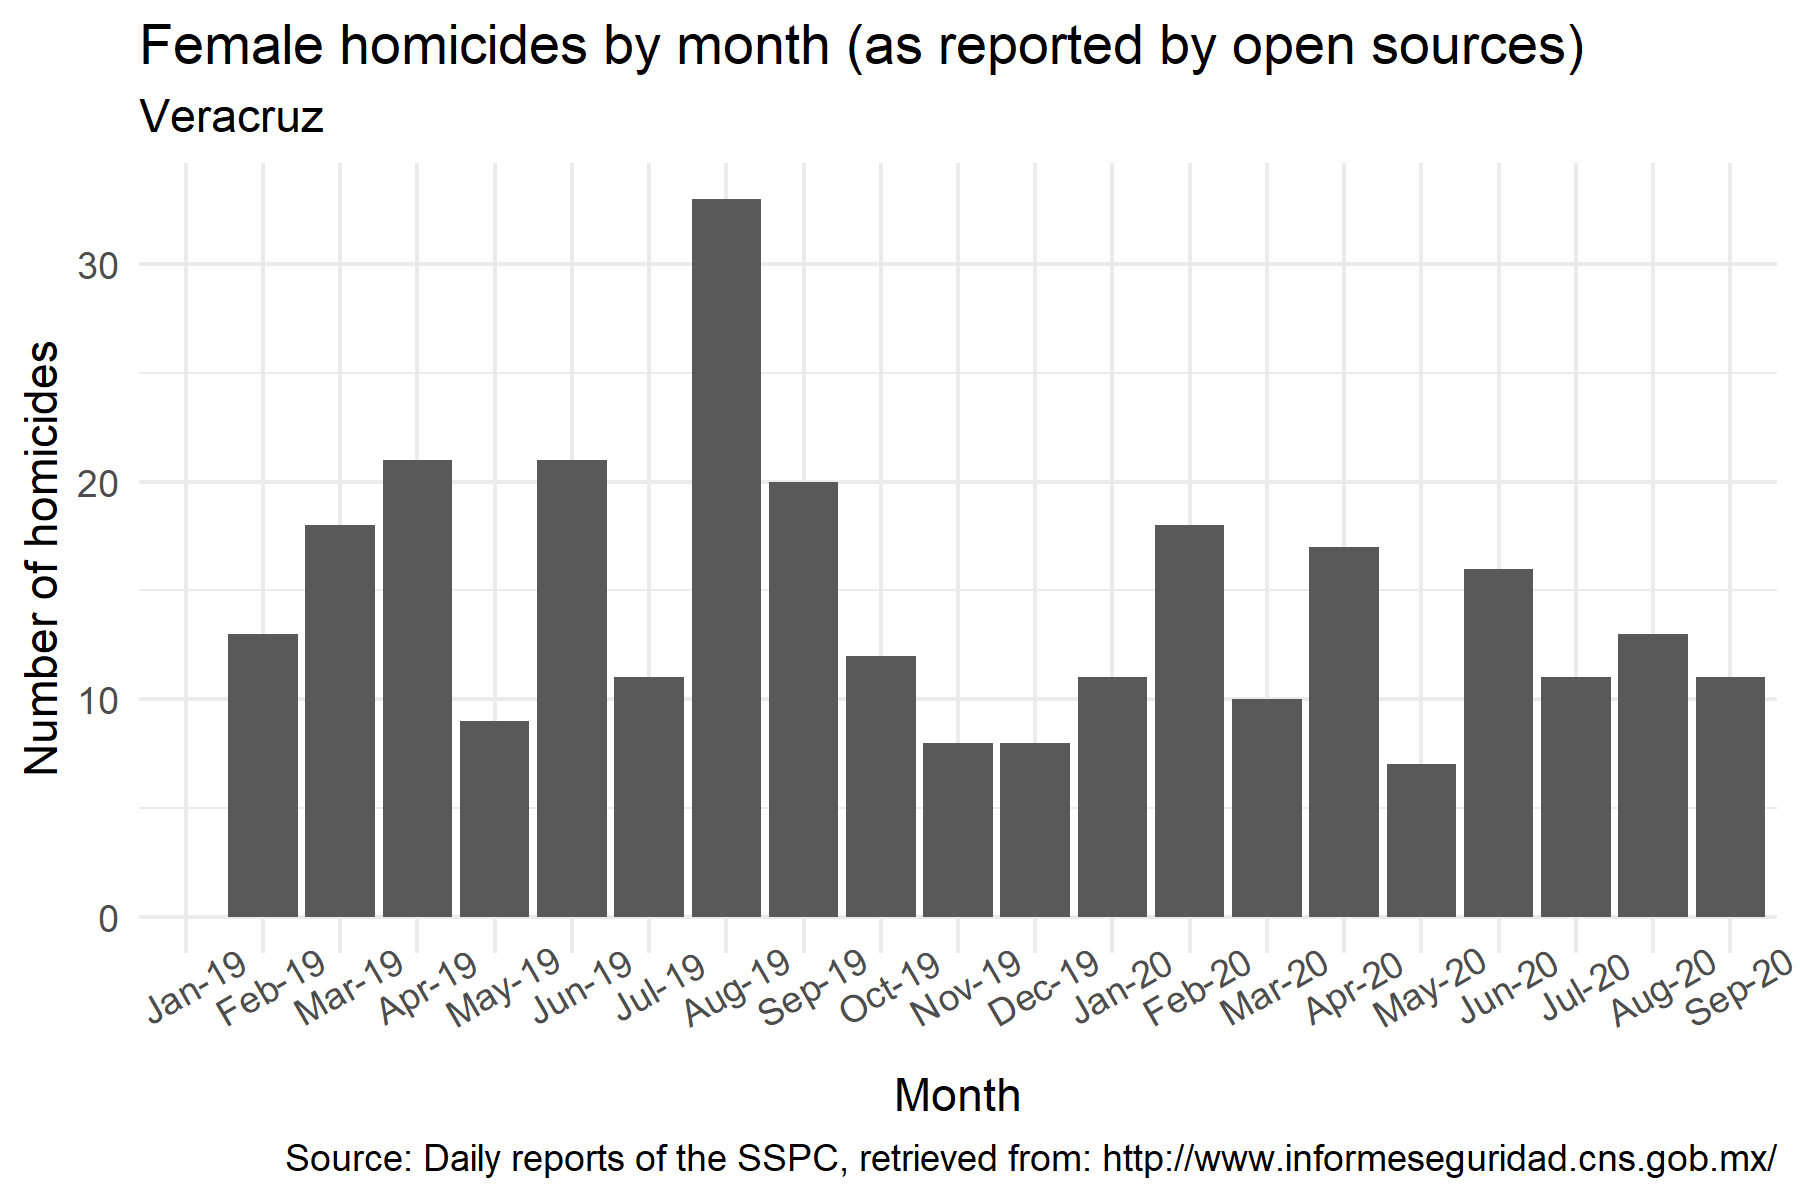 Female homicides by month (as reported by open sources)
Veracruz
Number of homicides
30
20
10
0
Jan-19
Feb-19
Mar-19
Apr-19
May-19
Jun-19
Jul-19
Aug-19
Sep-19
Oct-19
Nov-19
Dec-19
Jan-20
Feb-20
Mar-20
Apr-20
May-20
Jun-20
Jul-20
Aug-20
Sep-20
Month
Source: Daily reports of the SSPC, retrieved from: http://www.informeseguridad.cns.gob.mx/